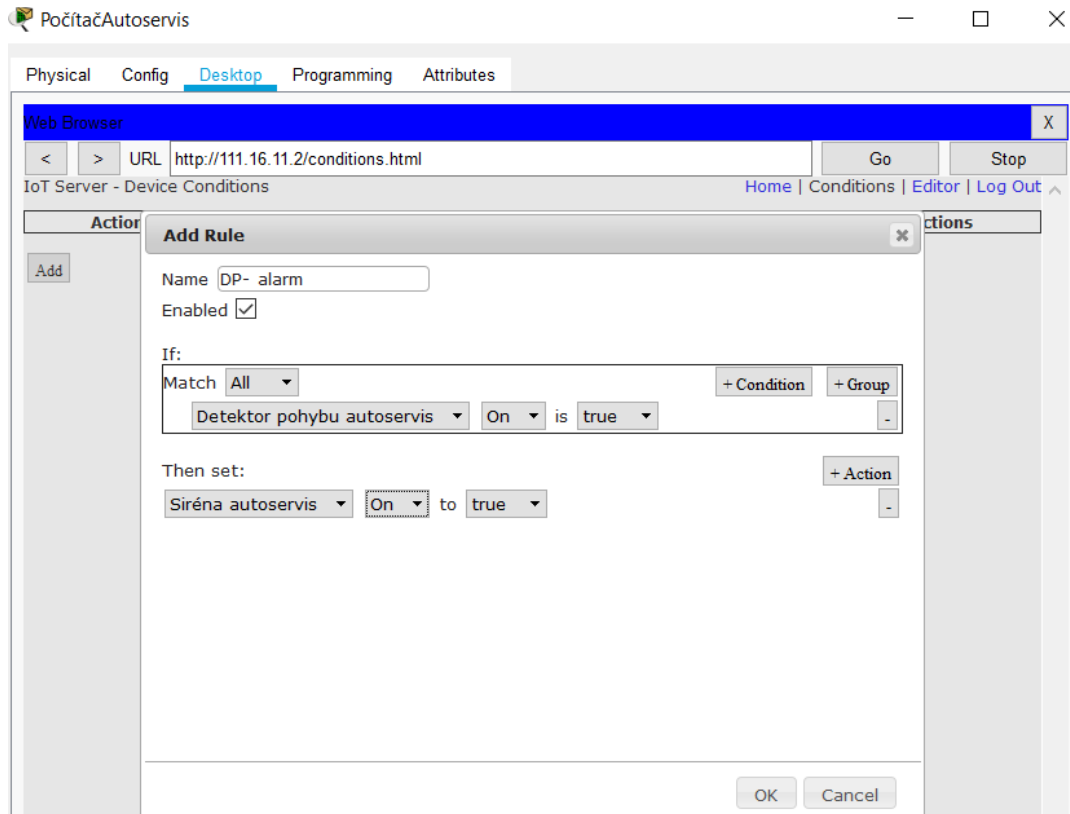 PočítačAutoservis
Physical Config Desktop Programming Attributes
Web Browser X
< > URL http://111.16.11.2/conditions.html Go Stop
IoT Server - Device Conditions Home | Conditions | Editor | Log Out
Action ctions
Add Rule
Add
Name DP- alarm
Enabled
If:
Match All + Condition + Group
Detektor pohybu autoservis On is true -
Then set: + Action
Siréna autoservis On to true -
OK Cancel